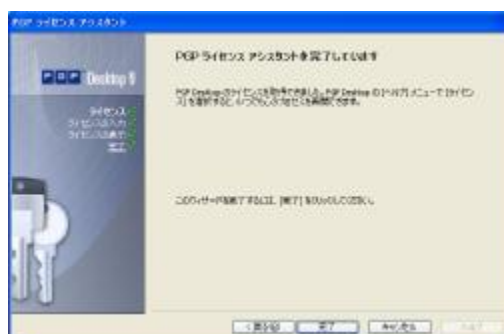 PGP ライセンス アシスタント
PGP Desktop 9
ライセンス
ライセンスの入力
ライセンスの表示
完了
PGP ライセンス アシスタントを完了しています
PGP Desktop のライセンスを取得できました。PGP Desktop の [ヘルプ] メニューで [ライセン
ス] を選択すると、いつでもこのプロセスを再開できます。
このウィザードを完了するには、[完了] をクリックしてください。
< 戻る(B)
完了
キャンセル
ヘルプ